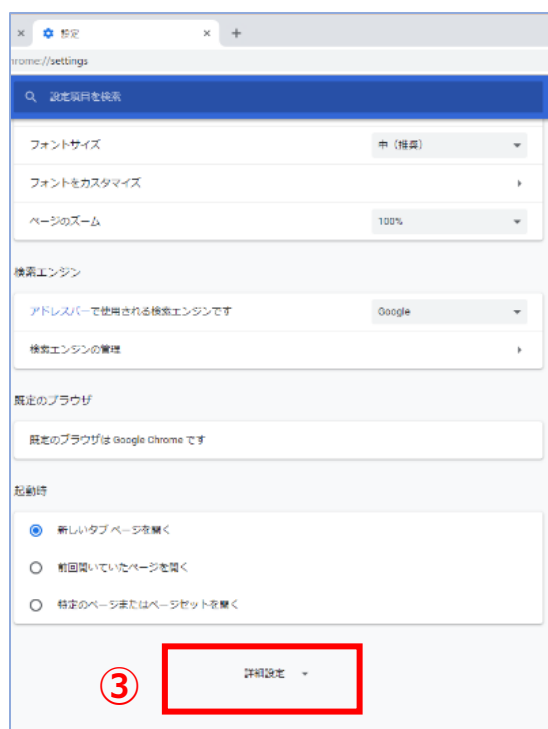 × 設定 × +
hrome://settings
設定項目を検索
フォントサイズ 中（推奨）
フォントをカスタマイズ
ページのズーム 100%
検索エンジン
アドレスバーで使用される検索エンジンです Google
検索エンジンの管理
既定のブラウザ
既定のブラウザは Google Chrome です
起動時
新しいタブ ページを開く
前回開いていたページを開く
特定のページまたはページセットを開く
③ 詳細設定